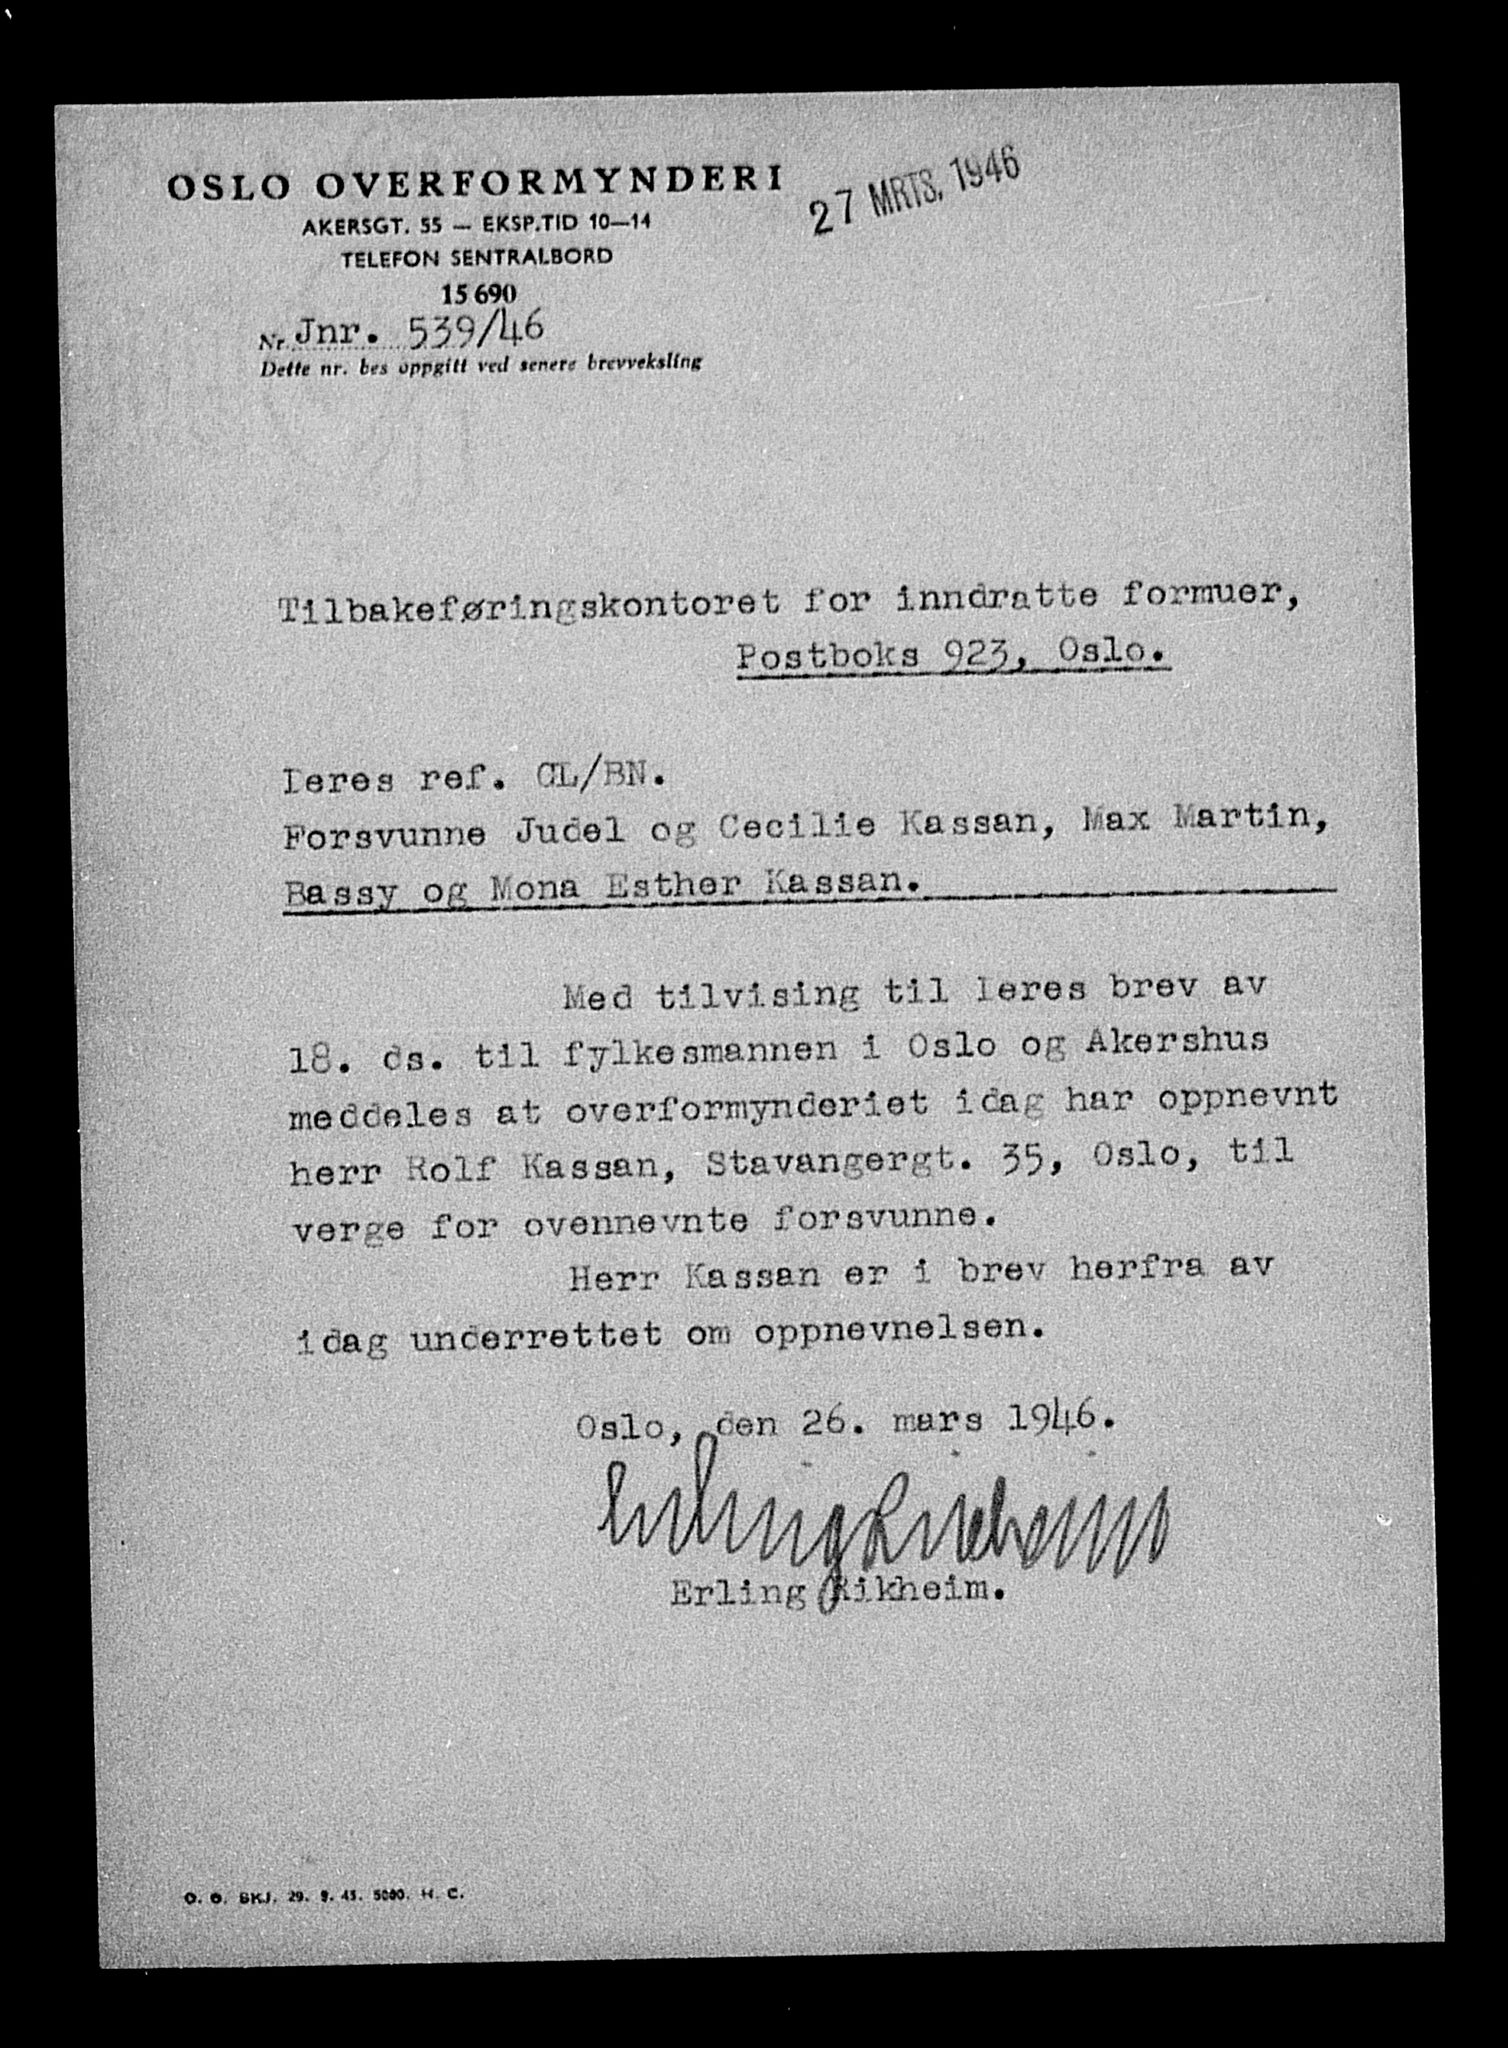 OSLO OVERFORMYNDERI
AKERSGT. 55 — EKSP.TID 10—14
TELEFON SENTRALBORD
15 690
Nr. Jnr. 539/46
Dette nr. bes oppgitt ved senere brevveksling
27 MRTS. 1946
Tilbakeføringskontoret for inndratte formuer,
Postboks 923, Oslo.
Deres ref. CL/BN.
Forsvunne Judel og Cecilie Kassan, Max Martin,
Bassy og Mona Esther Kassan.
Med tilvising til Deres brev av
18. ds. til fylkesmannen i Oslo og Akershus
meddeles at overformynderiet idag har oppnevnt
herr Rolf Kassan, Stavangergt. 35, Oslo, til
verge for ovennevnte forsvunne.
Herr Kassan er i brev herfra av
idag underrettet om oppnevnelsen.
Oslo, den 26. mars 1946.
Erling Rikheim
Erling Rikheim.
O. O. SKJ. 29. 9. 45. 5000. H. C.